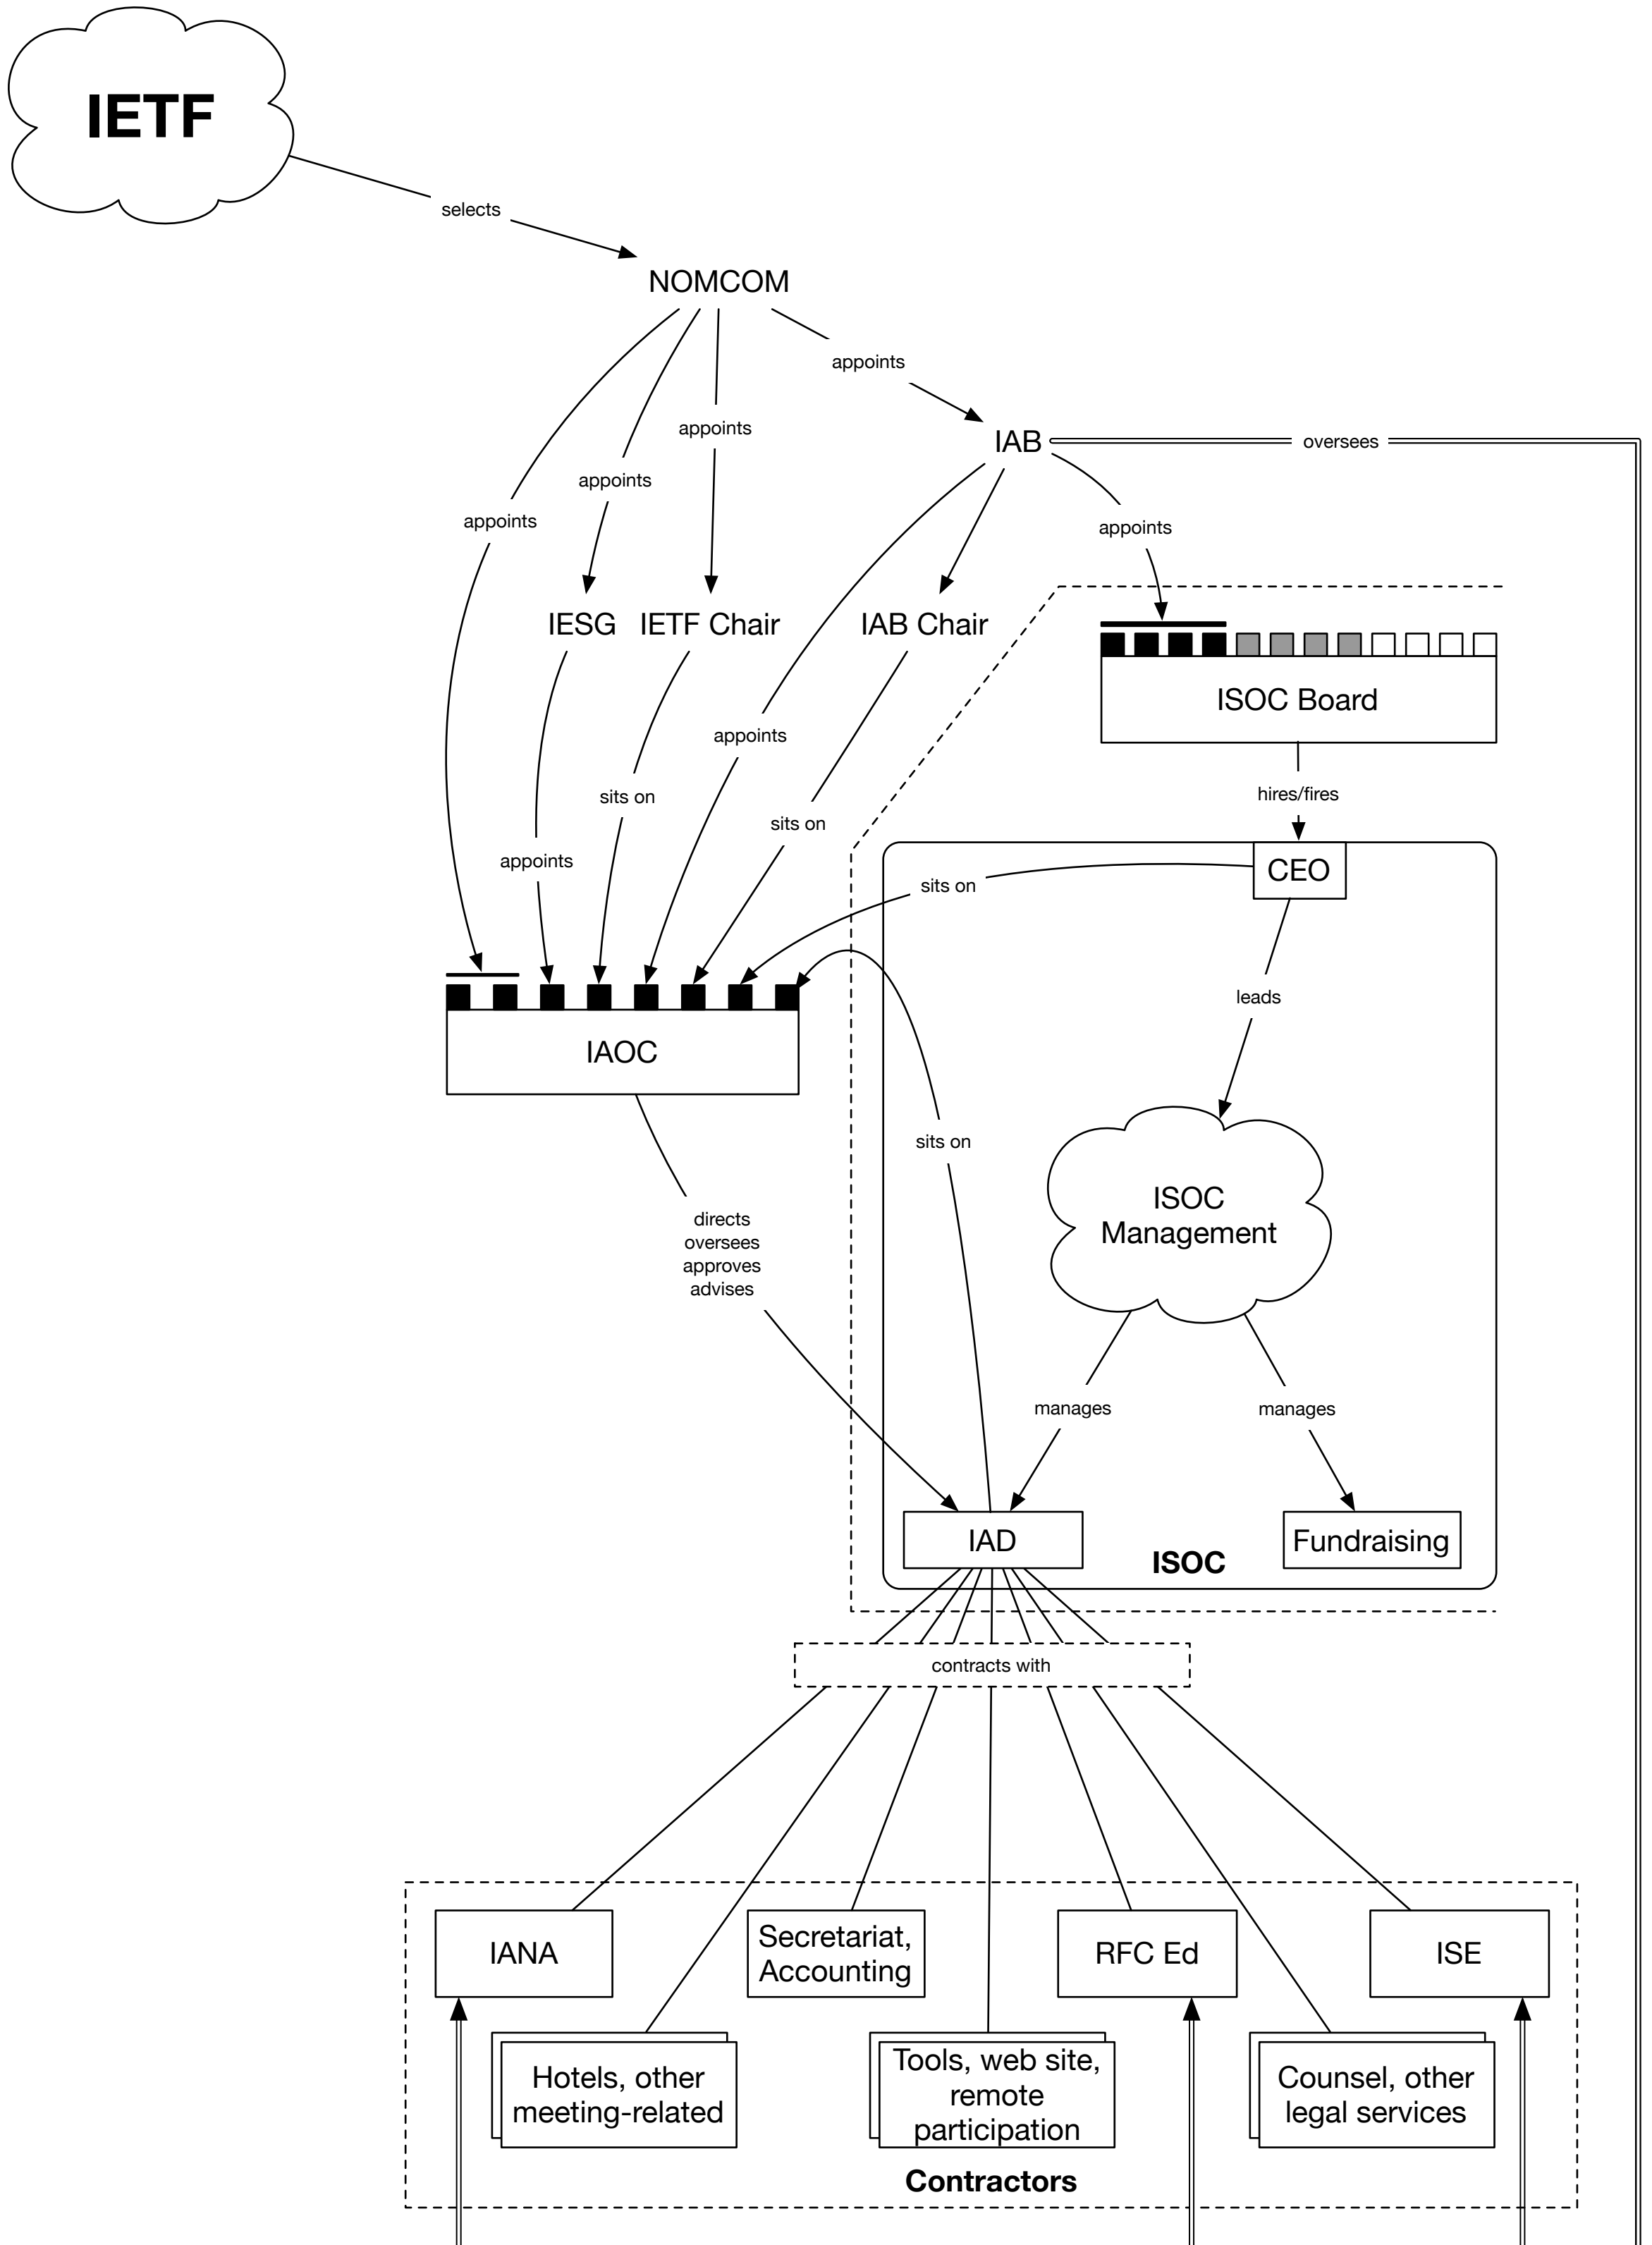 IETF
selects
NOMCOM
appoints
appoints
IAB
oversees
appoints
appoints
appoints
IESG
IETF Chair
IAB Chair
ISOC Board
appoints
hires/fires
sits on
sits on
appoints
CEO
sits on
leads
IAOC
sits on
ISOC
Management
directs
oversees
approves
advises
manages
manages
IAD
Fundraising
ISOC
contracts with
IANA
Secretariat,
Accounting
RFC Ed
ISE
Hotels, other
meeting-related
Tools, web site,
remote
participation
Counsel, other
legal services
Contractors